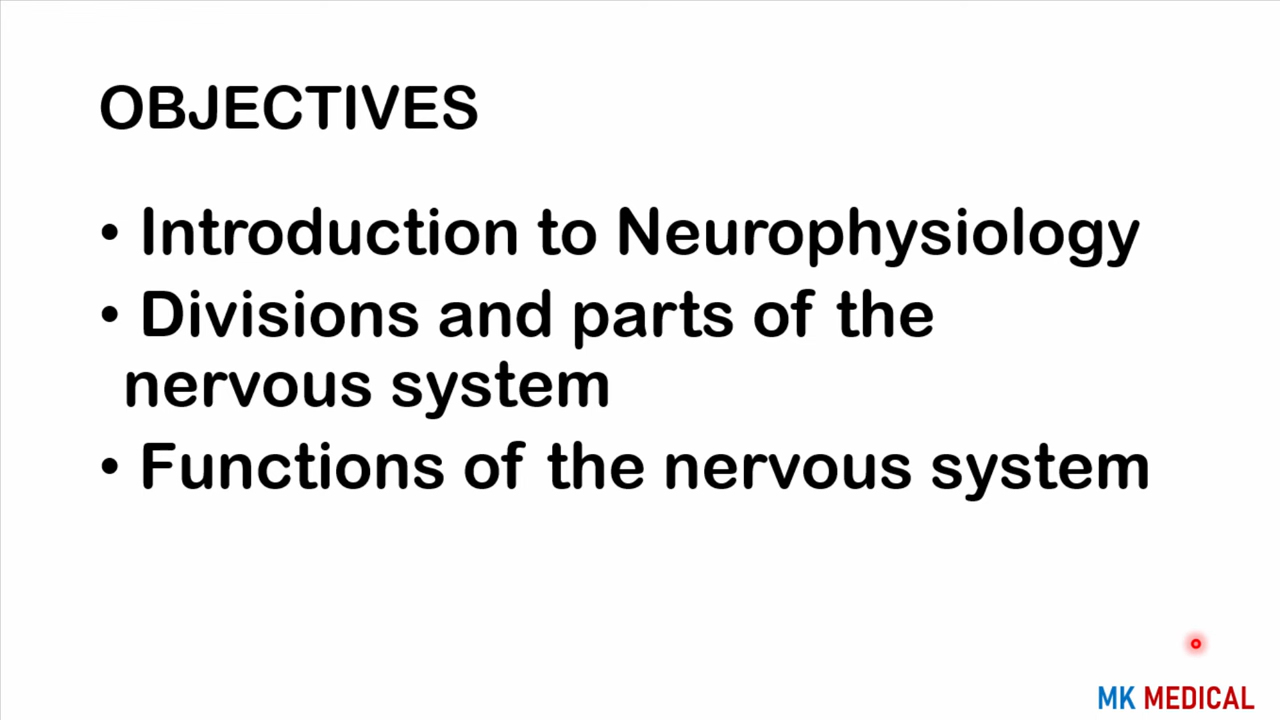 OBJECTIVES
• Introduction to Neurophysiology
• Divisions and parts of the
nervous system
• Functions of the nervous system
MK MEDICAL